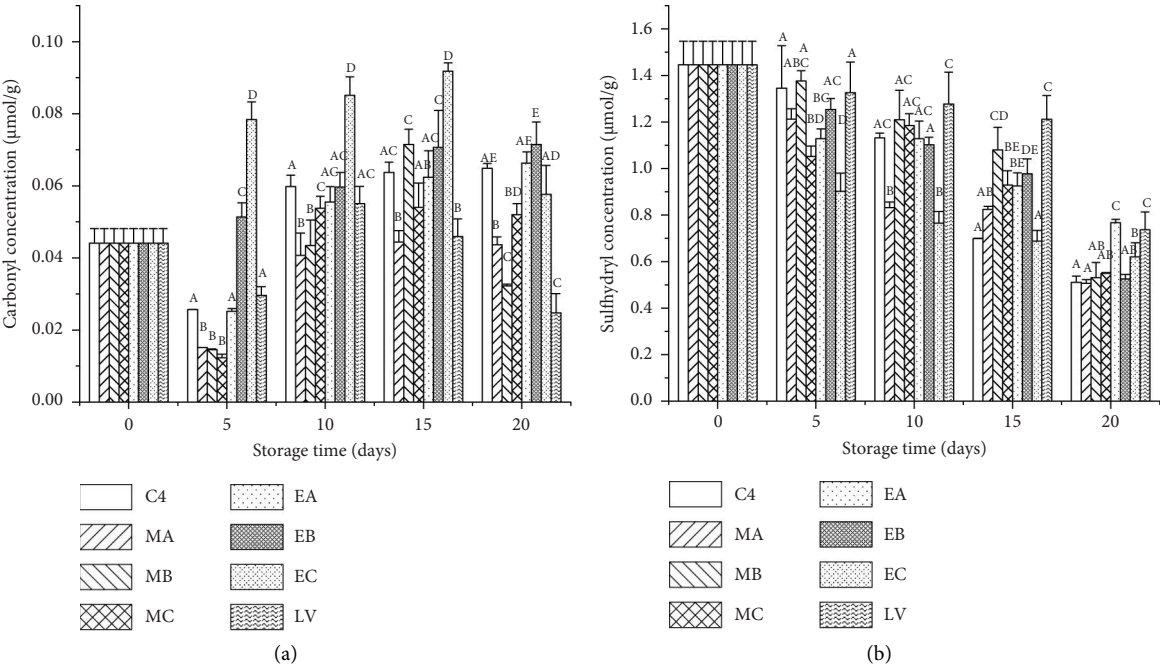 Carbonyl concentration (μmol/g)
0.10
0.08
0.06
0.04
0.02
0.00
A
B
B
B
A
C
D
A
A
B
B
C
AG
AC
D
AC
AC
B
C
AB
AC
C
D
B
AE
B
C
BD
AE
E
AD
C
0
5
10
15
20
Storage time (days)
C4
MA
MB
MC
EA
EB
EC
LV
(a)
Sulfhydryl concentration (μmol/g)
1.6
1.4
1.2
1.0
0.8
0.6
0.4
0.2
0.0
A
ABC
A
C
BD
BD
BG
D
A
AC
B
AC
AC
AC
A
C
C
A
AB
CD
BE
BE
DE
A
C
A
A
AB
AB
C
AB
B
C
0
5
10
15
20
Storage time (days)
C4
MA
MB
MC
EA
EB
EC
LV
(b)